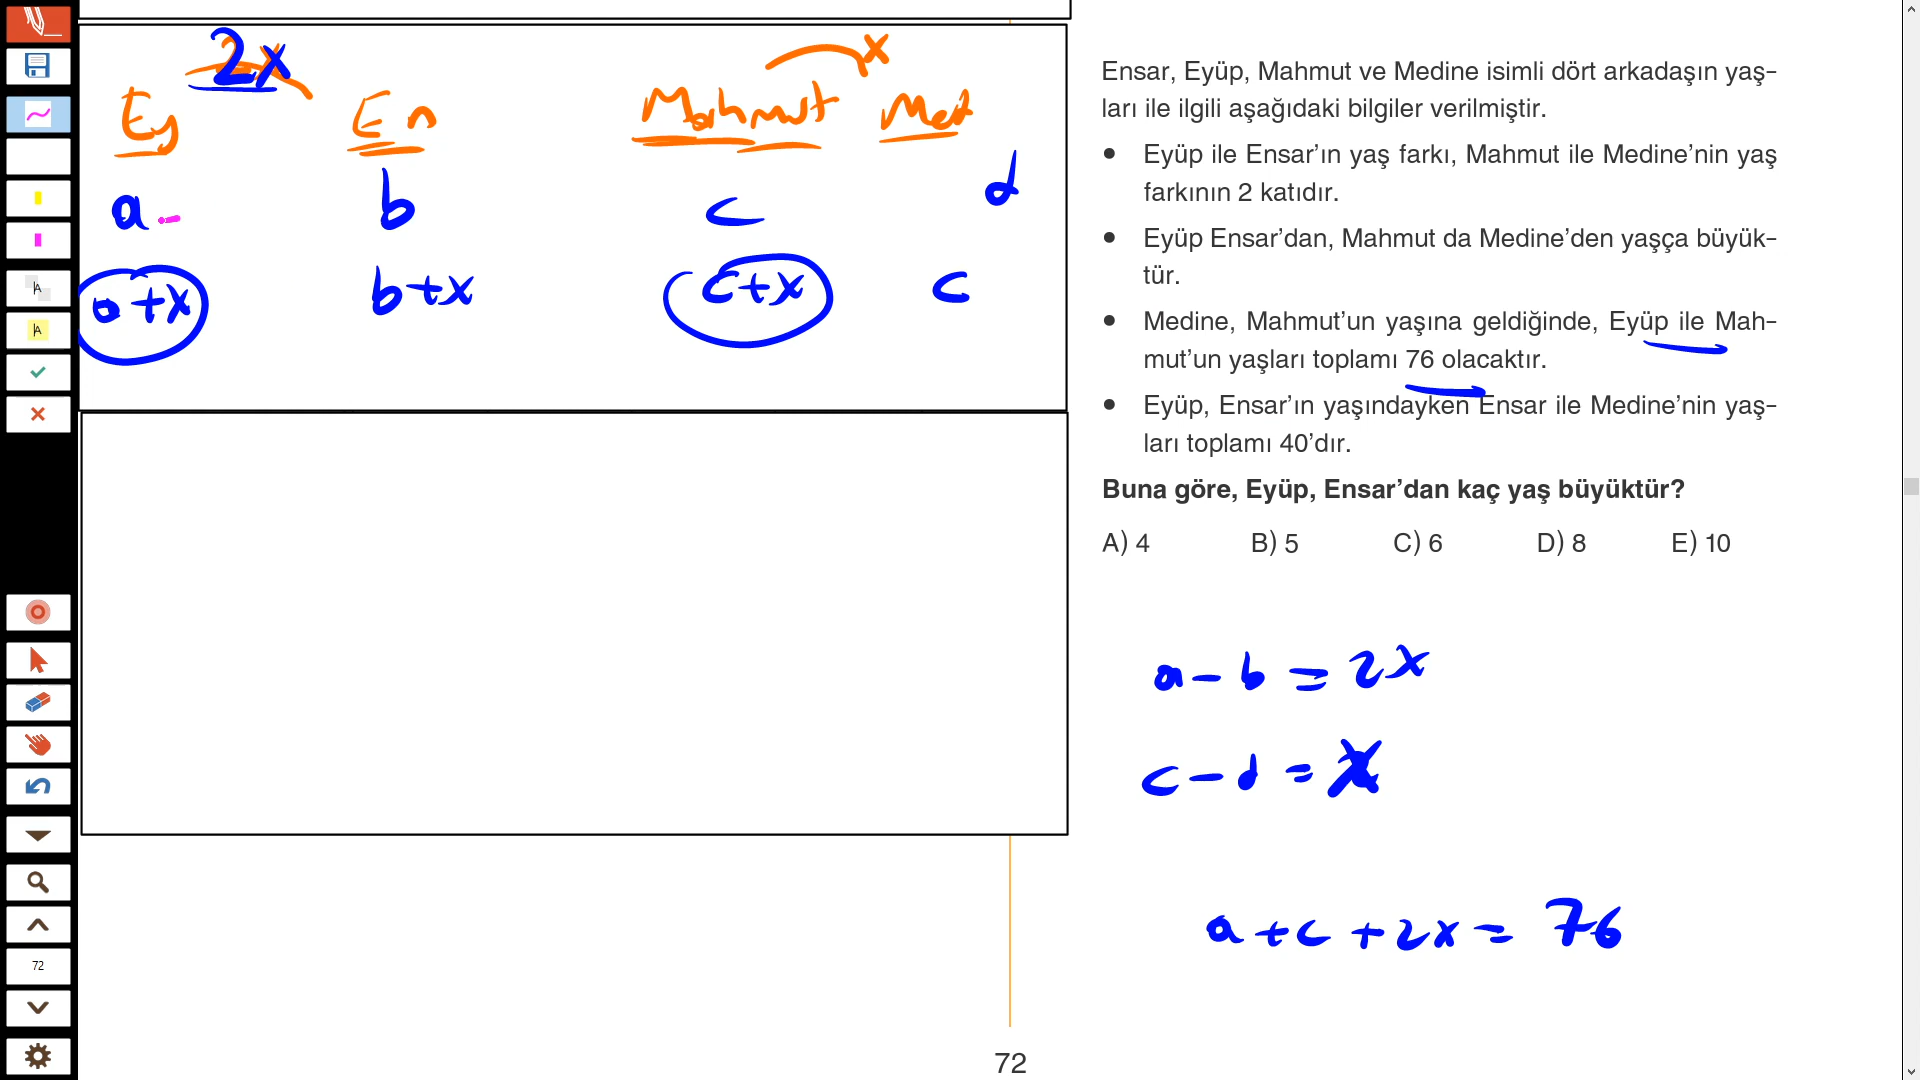 2x
x
Ey En Mahmut Med
a - b c d
a+x b+x c+x c
Ensar, Eyüp, Mahmut ve Medine isimli dört arkadaşın yaş-
ları ile ilgili aşağıdaki bilgiler verilmiştir.
• Eyüp ile Ensar’ın yaş farkı, Mahmut ile Medine’nin yaş
farkının 2 katıdır.
• Eyüp Ensar’dan, Mahmut da Medine’den yaşça büyük-
tür.
• Medine, Mahmut’un yaşına geldiğinde, Eyüp ile Mah-
mut’un yaşları toplamı 76 olacaktır.
• Eyüp, Ensar’ın yaşındayken Ensar ile Medine’nin yaş-
ları toplamı 40’dır.
Buna göre, Eyüp, Ensar’dan kaç yaş büyüktür?
A) 4 B) 5 C) 6 D) 8 E) 10
a - b = 2x
c - d = x
a + c + 2x = 76
72
72